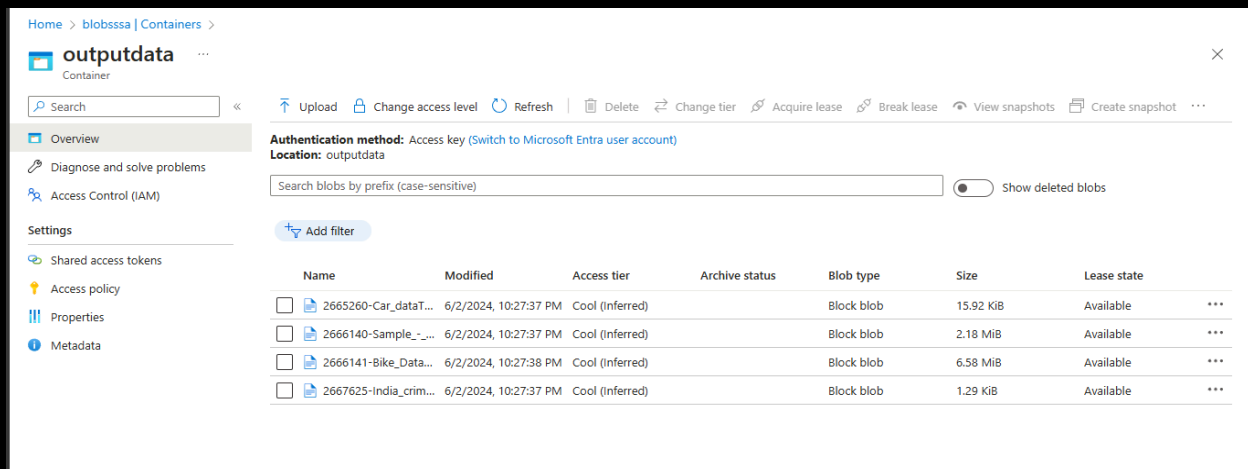 Home > blobsssa | Containers >
outputdata ...
Container
Search «
Overview
Diagnose and solve problems
Access Control (IAM)
Settings
Shared access tokens
Access policy
Properties
Metadata
Upload Change access level Refresh Delete Change tier Acquire lease Break lease View snapshots Create snapshot ...
Authentication method: Access key (Switch to Microsoft Entra user account)
Location: outputdata
Search blobs by prefix (case-sensitive) Show deleted blobs
Add filter
Name Modified Access tier Archive status Blob type Size Lease state
2665260-Car_dataT... 6/2/2024, 10:27:37 PM Cool (Inferred) Block blob 15.92 KiB Available ...
2666140-Sample_-_... 6/2/2024, 10:27:37 PM Cool (Inferred) Block blob 2.18 MiB Available ...
2666141-Bike_Data... 6/2/2024, 10:27:38 PM Cool (Inferred) Block blob 6.58 MiB Available ...
2667625-India_crim... 6/2/2024, 10:27:37 PM Cool (Inferred) Block blob 1.29 KiB Available ...